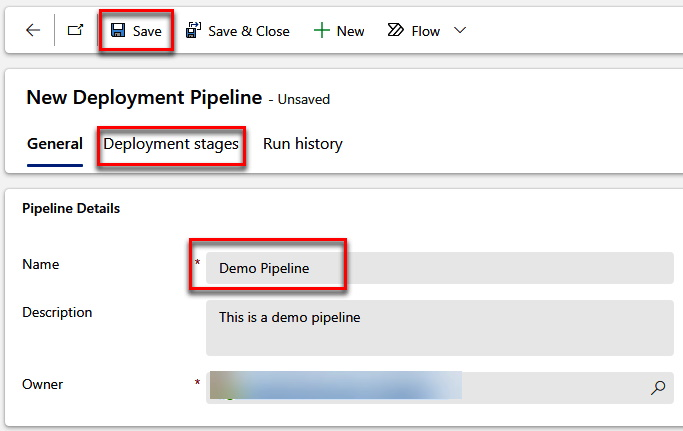 Save Save & Close New Flow
New Deployment Pipeline - Unsaved
General Deployment stages Run history
Pipeline Details
Name * Demo Pipeline
Description This is a demo pipeline
Owner *